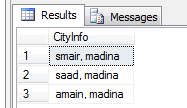 Results Messages
CityInfo
1 smair, madina
2 saad, madina
3 amain, madina